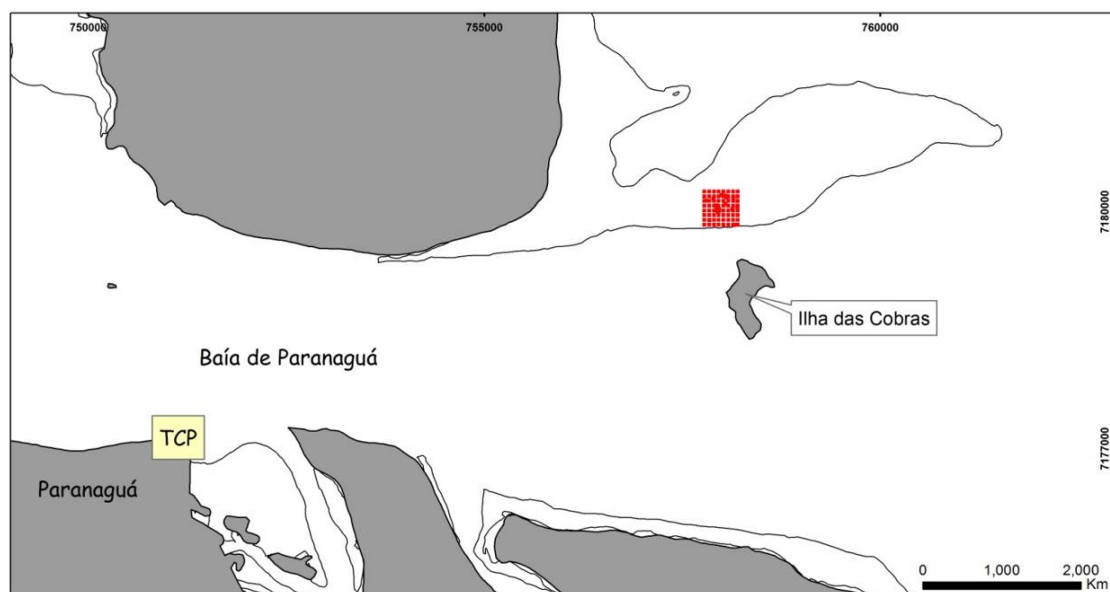 750000
755000
760000
7180000
Ilha das Cobras
Baía de Paranaguá
TCP
7177000
Paranaguá
0 1,000 2,000
Km